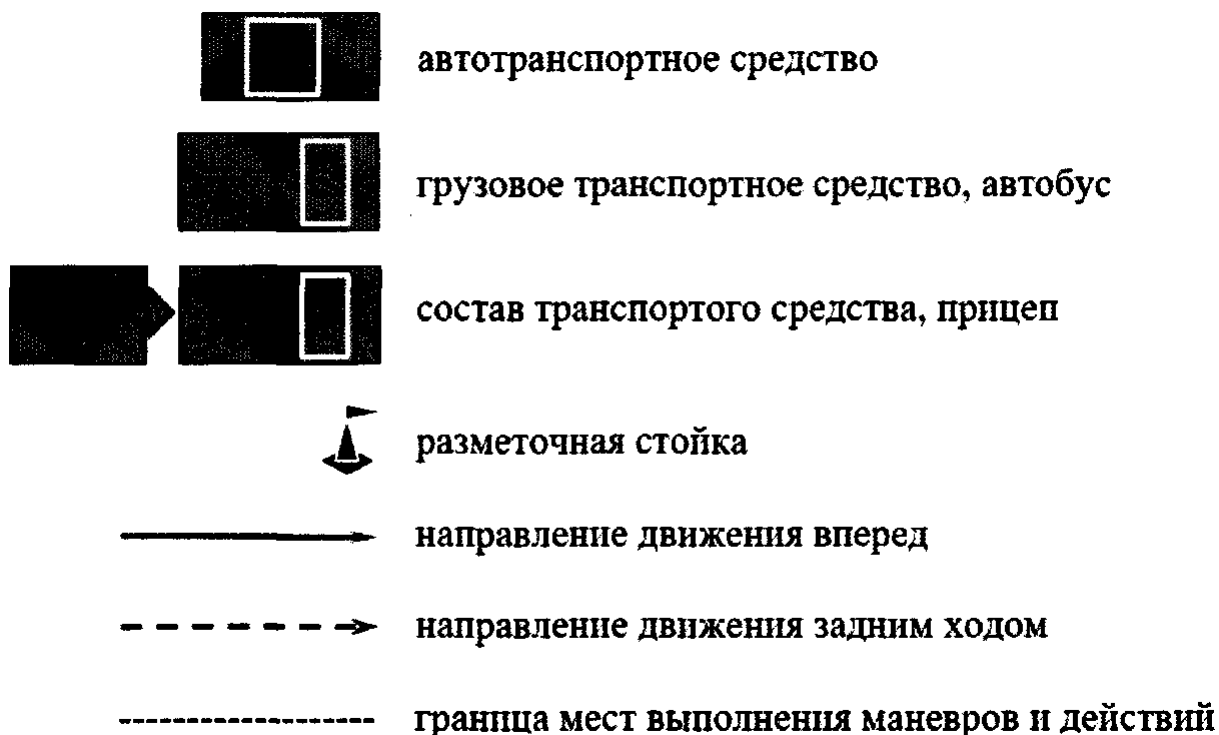 автотранспортное средство
грузовое транспортное средство, автобус
состав транспортого средства, прицеп
разметочная стойка
направление движения вперед
направление движения задним ходом
граница мест выполнения маневров и действий